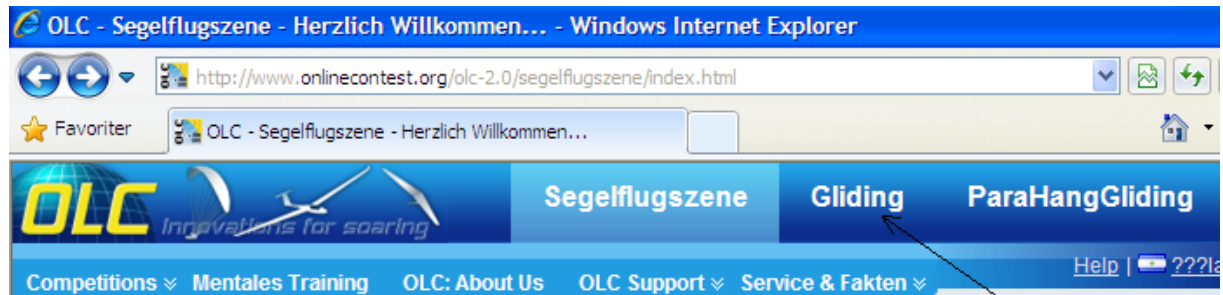 OLC - Segelflugszene - Herzlich Willkommen... - Windows Internet Explorer
http://www.onlinecontest.org/olc-2.0/segelflugszene/index.html
Favoriter OLC - Segelflugszene - Herzlich Willkommen...
OLC Innovations for soaring Segelflugszene Gliding ParaHangGliding
Help | ???la
Competitions Mentales Training OLC: About Us OLC Support Service & Fakten